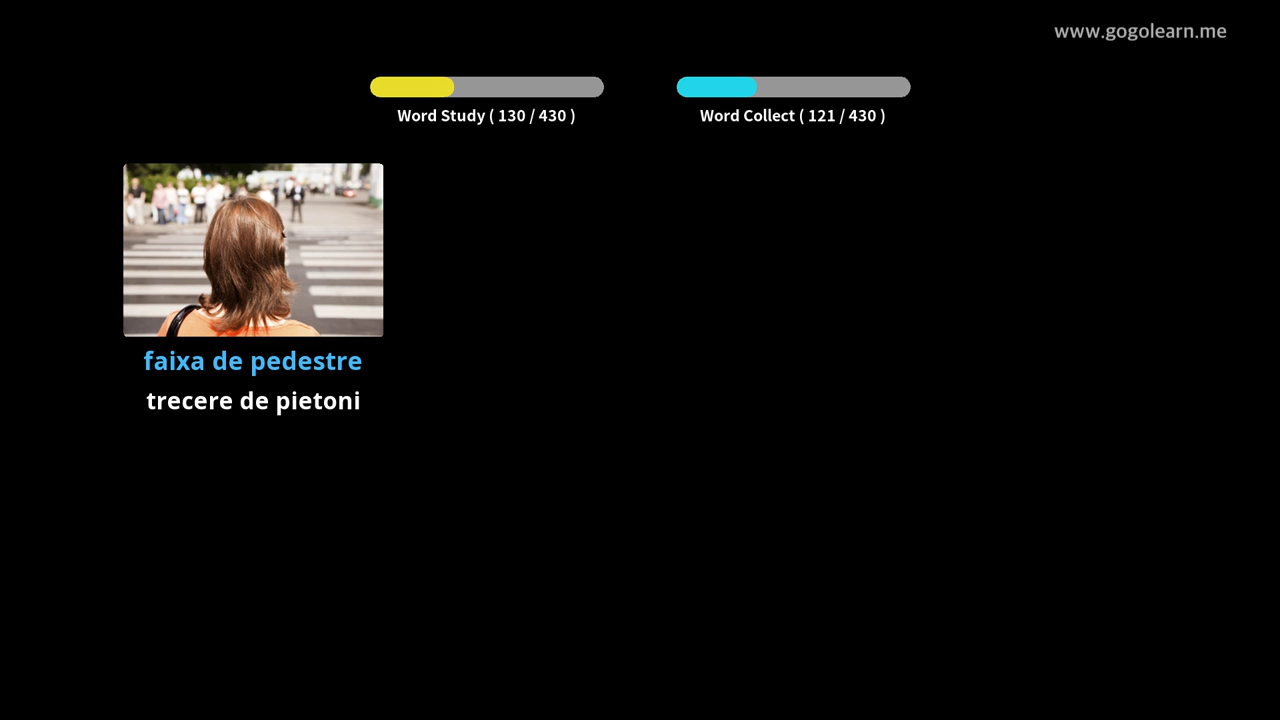 www.gogolearn.me
Word Study ( 130 / 430 )
Word Collect ( 121 / 430 )
faixa de pedestre
trecere de pietoni